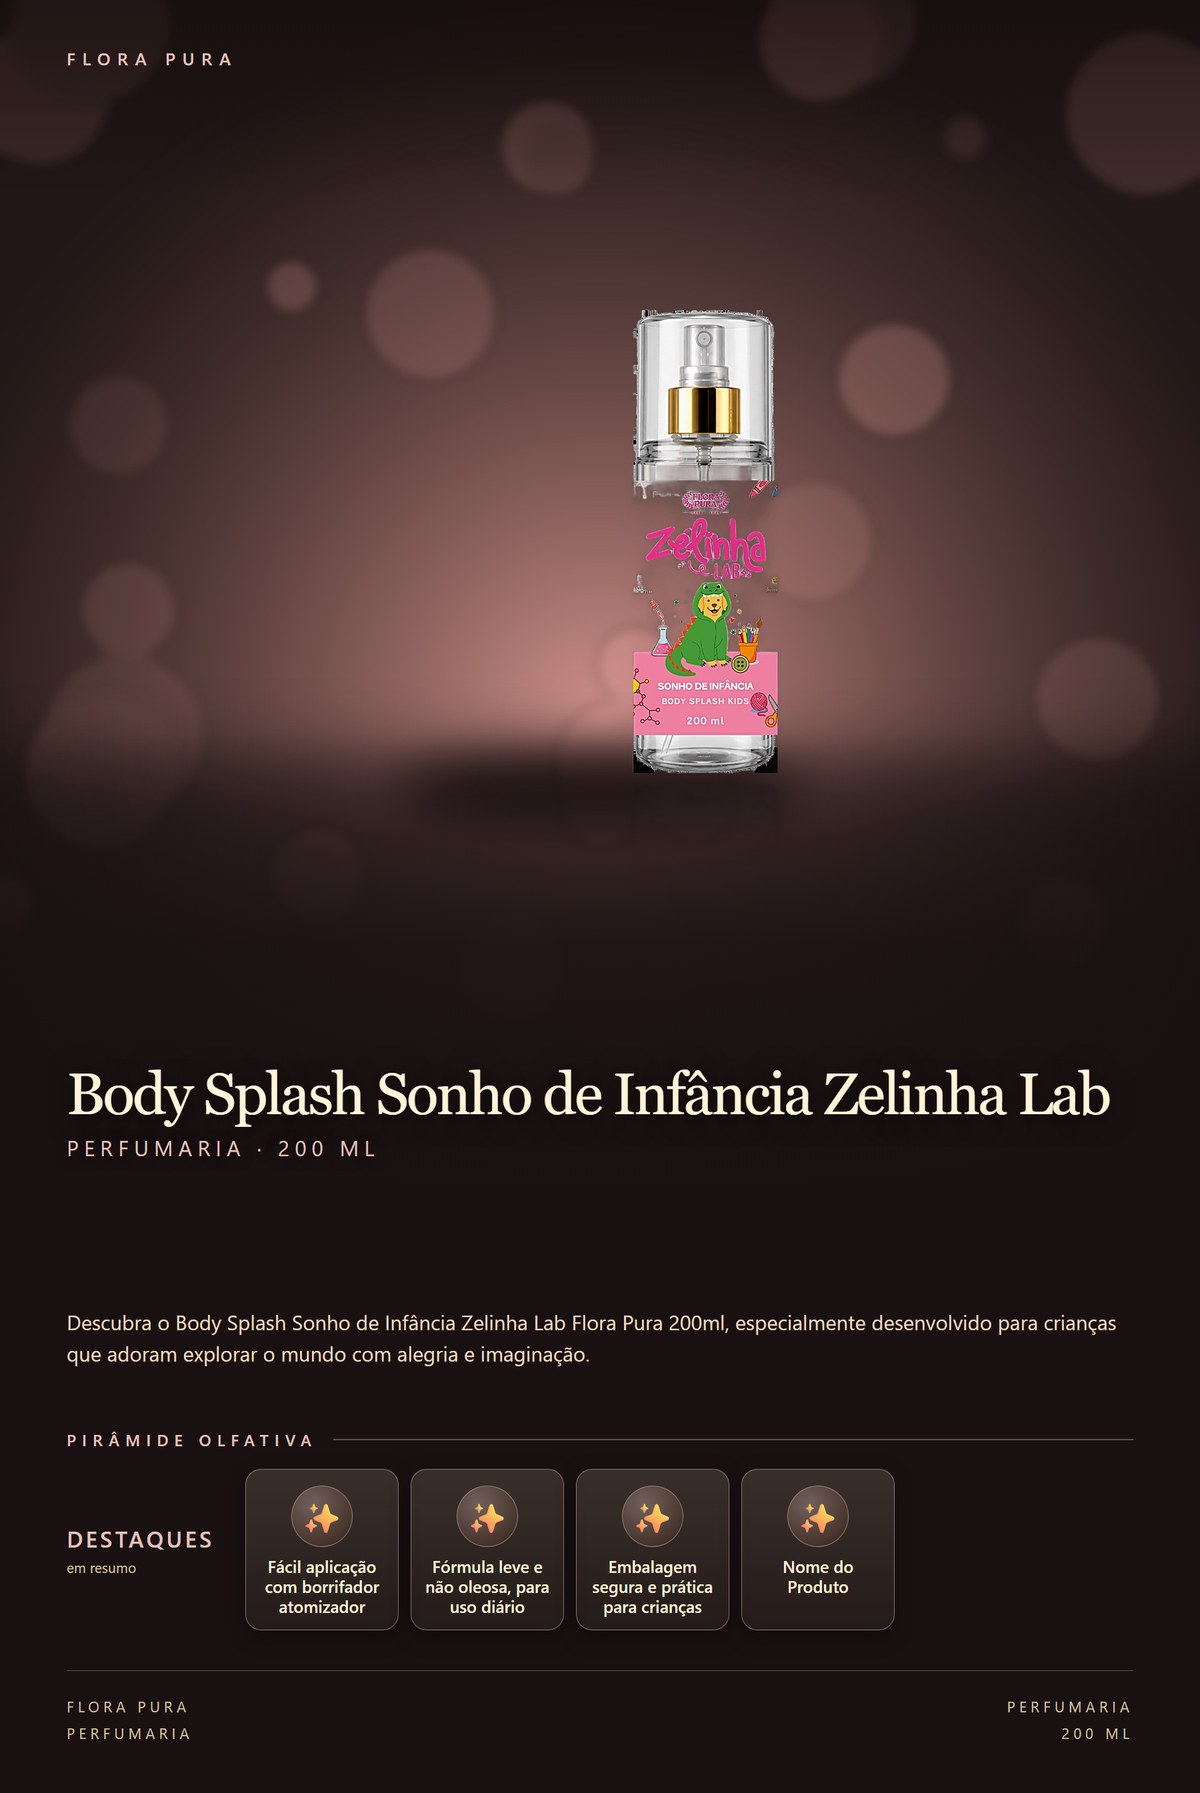 FLORA PURA
FLORA
PURA
Zelinha
LAB
SONHO DE INFÂNCIA
BODY SPLASH KIDS
200 ml
Body Splash Sonho de Infância Zelinha Lab
PERFUMARIA · 200 ML
Descubra o Body Splash Sonho de Infância Zelinha Lab Flora Pura 200ml, especialmente desenvolvido para crianças
que adoram explorar o mundo com alegria e imaginação.
PIRÂMIDE OLFATIVA
DESTAQUES
em resumo
Fácil aplicação
com borrifador
atomizador
Fórmula leve e
não oleosa, para
uso diário
Embalagem
segura e prática
para crianças
Nome do
Produto
FLORA PURA
PERFUMARIA
PERFUMARIA
200 ML